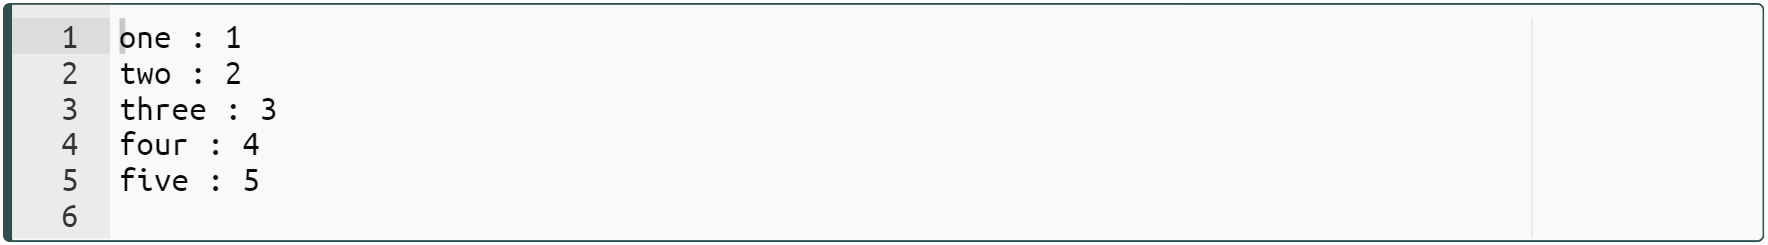 1 one : 1
2 two : 2
3 three : 3
4 four : 4
5 five : 5
6